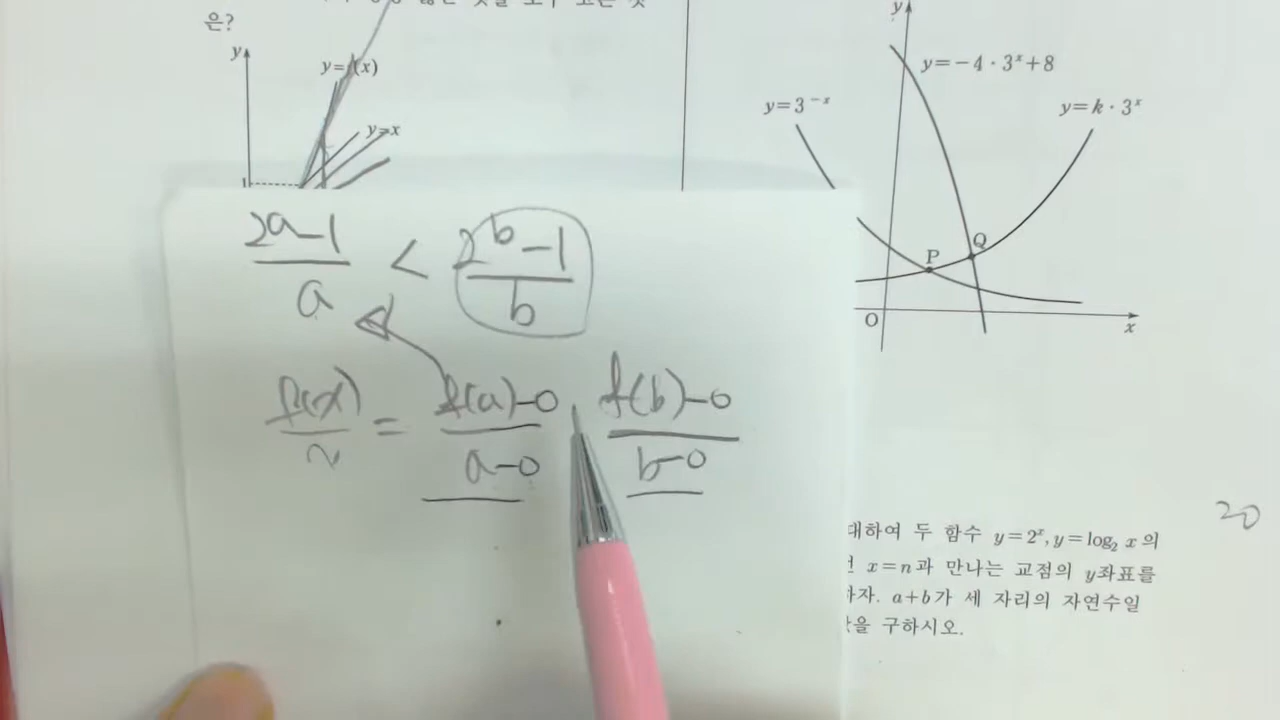 은?
y
y=f(x)
y=x
1
2^a-1/a < 2^b-1/b
f(x)/x = f(a)-0/a-0 f(b)-0/b-0
y
y=-4·3^x+8
y=3^-x
y=k·3^x
P
Q
O
x
20
대하여 두 함수 y=2^x, y=log₂ x의
x=n과 만나는 교점의 y좌표를
하자. a+b가 세 자리의 자연수일
을 구하시오.